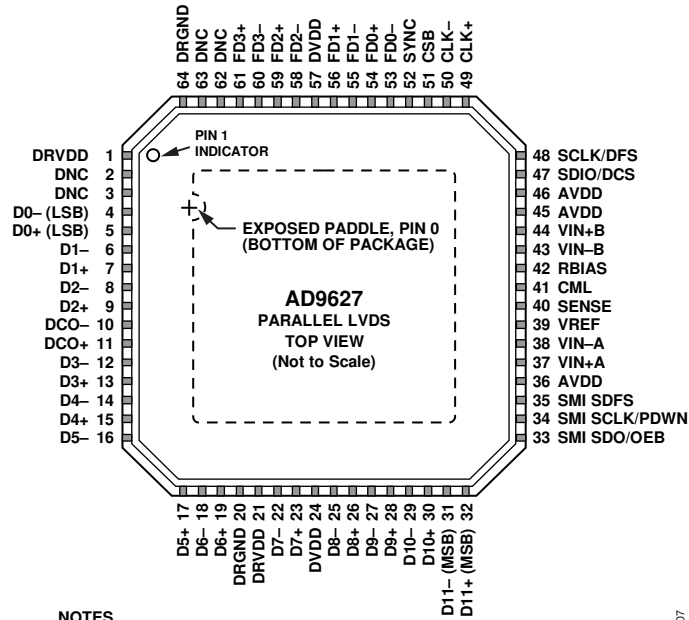 64 DRGND
63 DNC
62 DNC
61 FD3+
60 FD3–
59 FD2+
58 FD2–
57 DVDD
56 FD1+
55 FD1–
54 FD0+
53 FD0–
52 SYNC
51 CSB
50 CLK–
49 CLK+
DRVDD 1
DNC 2
DNC 3
D0– (LSB) 4
D0+ (LSB) 5
D1– 6
D1+ 7
D2– 8
D2+ 9
DCO– 10
DCO+ 11
D3– 12
D3+ 13
D4– 14
D4+ 15
D5– 16
PIN 1
INDICATOR
EXPOSED PADDLE, PIN 0
(BOTTOM OF PACKAGE)
AD9627
PARALLEL LVDS
TOP VIEW
(Not to Scale)
48 SCLK/DFS
47 SDIO/DCS
46 AVDD
45 AVDD
44 VIN+B
43 VIN–B
42 RBIAS
41 CML
40 SENSE
39 VREF
38 VIN–A
37 VIN+A
36 AVDD
35 SMI SDFS
34 SMI SCLK/PDWN
33 SMI SDO/OEB
D5+ 17
D6– 18
D6+ 19
DRGND 20
DRVDD 21
D7– 22
D7+ 23
DVDD 24
D8– 25
D8+ 26
D9– 27
D9+ 28
D10– 29
D10+ 30
D11– (MSB) 31
D11+ (MSB) 32
NOTES
07